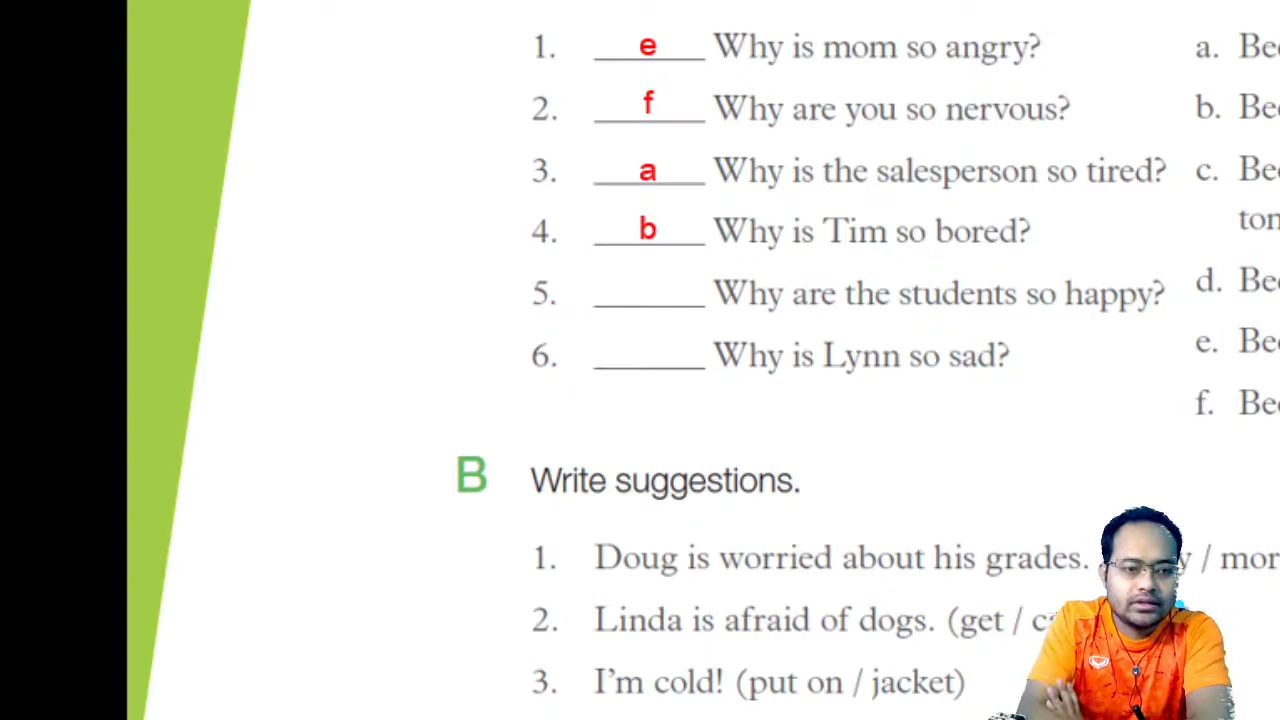 1. e Why is mom so angry? a. Bec
2. f Why are you so nervous? b. Bec
3. a Why is the salesperson so tired? c. Bec
tom
4. b Why is Tim so bored?
5. Why are the students so happy? d. Bec
6. Why is Lynn so sad? e. Bec
f. Bec
B Write suggestions.
1. Doug is worried about his grades. y / mor
2. Linda is afraid of dogs. (get / c
3. I'm cold! (put on / jacket)